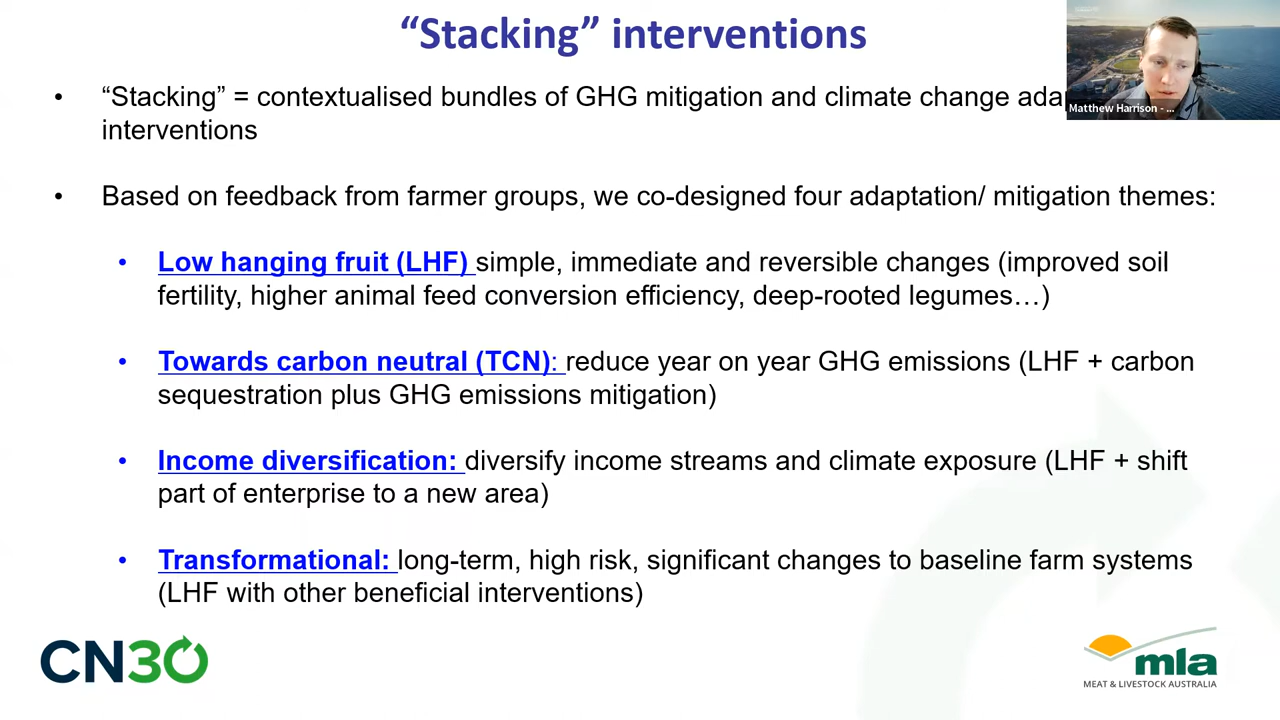 “Stacking” interventions
• “Stacking” = contextualised bundles of GHG mitigation and climate change
interventions
Matthew Harrison - ...
• Based on feedback from farmer groups, we co-designed four adaptation/ mitigation themes:
• Low hanging fruit (LHF) simple, immediate and reversible changes (improved soil
fertility, higher animal feed conversion efficiency, deep-rooted legumes…)
• Towards carbon neutral (TCN): reduce year on year GHG emissions (LHF + carbon
sequestration plus GHG emissions mitigation)
• Income diversification: diversify income streams and climate exposure (LHF + shift
part of enterprise to a new area)
• Transformational: long-term, high risk, significant changes to baseline farm systems
(LHF with other beneficial interventions)
CN30
mla
MEAT & LIVESTOCK AUSTRALIA